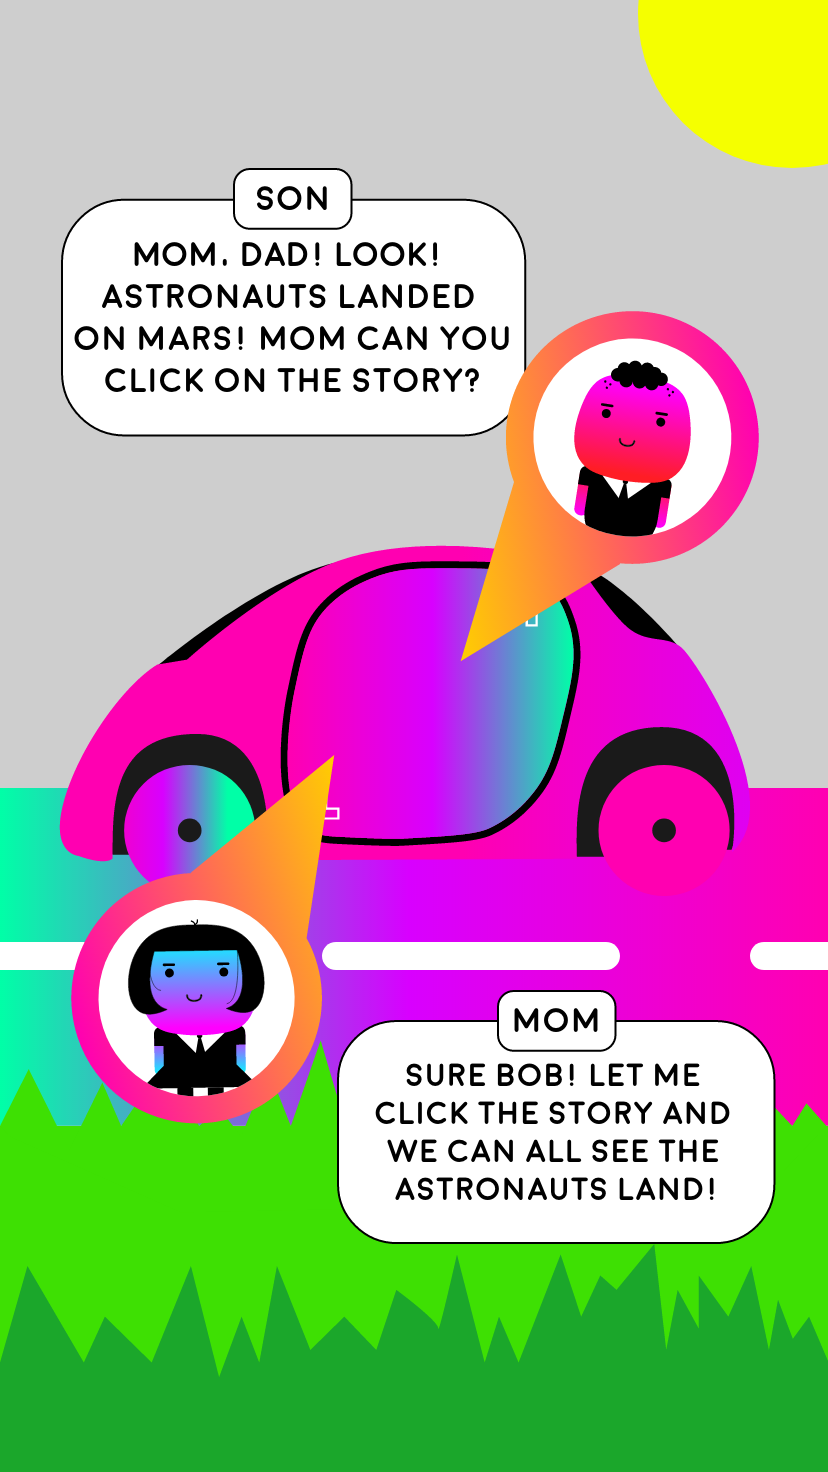 SON
MOM. DAD! LOOK!
ASTRONAUTS LANDED
ON MARS! MOM CAN YOU
CLICK ON THE STORY?
MOM
SURE BOB! LET ME
CLICK THE STORY AND
WE CAN ALL SEE THE
ASTRONAUTS LAND!